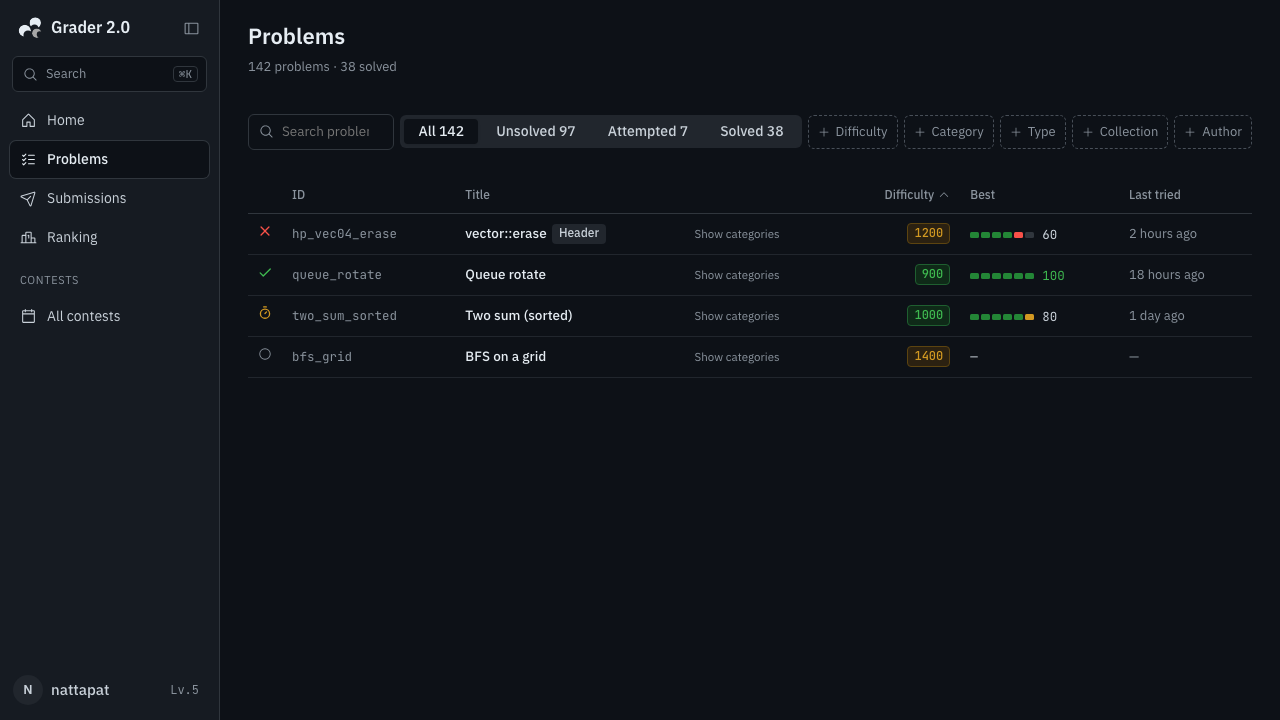 Grader 2.0
Search ⌘K
Home
Problems
Submissions
Ranking
CONTESTS
All contests
N nattapat Lv.5
Problems
142 problems · 38 solved
Search problem All 142 Unsolved 97 Attempted 7 Solved 38 Difficulty Category Type Collection Author
ID Title Difficulty Best Last tried
hp_vec04_erase vector::erase Header Show categories 1200 60 2 hours ago
queue_rotate Queue rotate Show categories 900 100 18 hours ago
two_sum_sorted Two sum (sorted) Show categories 1000 80 1 day ago
bfs_grid BFS on a grid Show categories 1400 — —